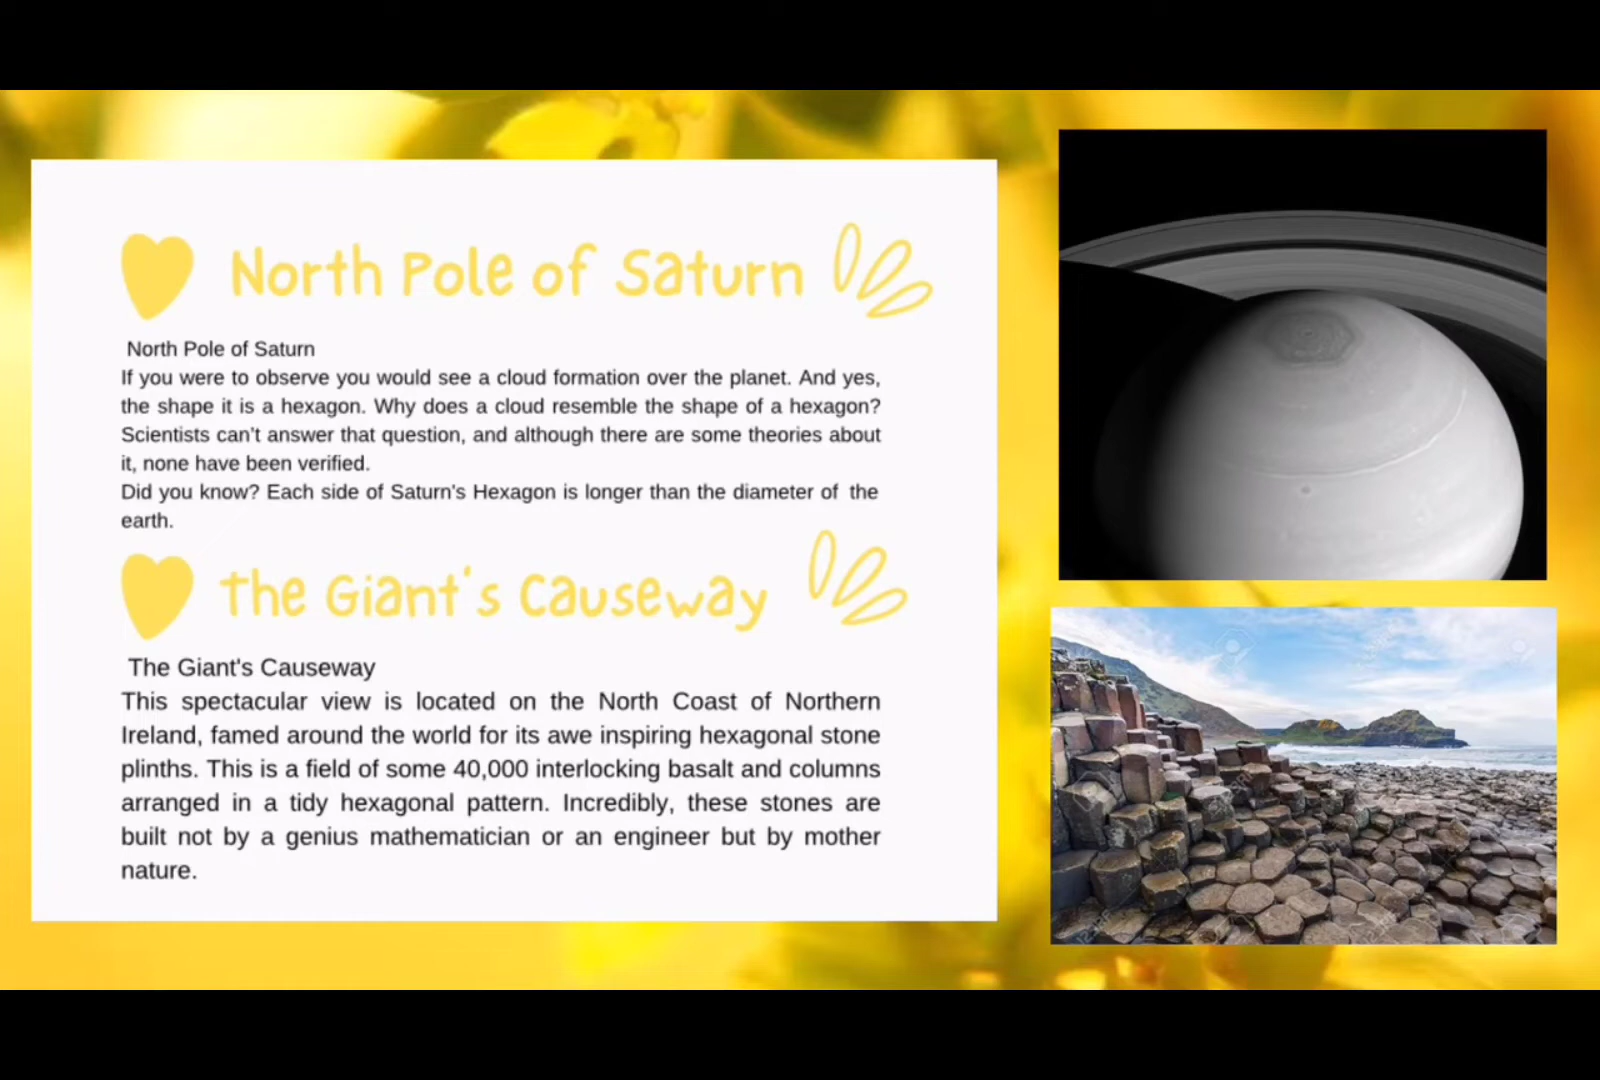 North Pole of Saturn
North Pole of Saturn
If you were to observe you would see a cloud formation over the planet. And yes,
the shape it is a hexagon. Why does a cloud resemble the shape of a hexagon?
Scientists can't answer that question, and although there are some theories about
it, none have been verified.
Did you know? Each side of Saturn's Hexagon is longer than the diameter of the
earth.
the Giant's Causeway
The Giant's Causeway
This spectacular view is located on the North Coast of Northern
Ireland, famed around the world for its awe inspiring hexagonal stone
plinths. This is a field of some 40,000 interlocking basalt and columns
arranged in a tidy hexagonal pattern. Incredibly, these stones are
built not by a genius mathematician or an engineer but by mother
nature.